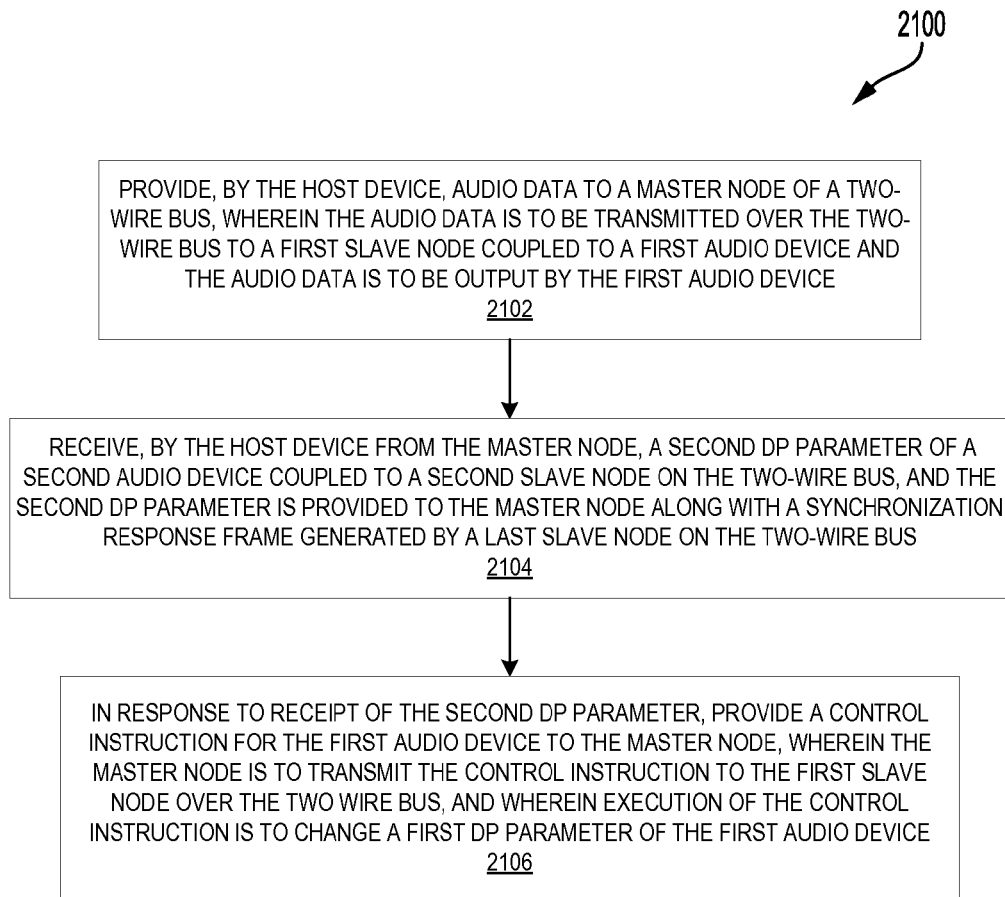 2100
PROVIDE, BY THE HOST DEVICE, AUDIO DATA TO A MASTER NODE OF A TWO-
WIRE BUS, WHEREIN THE AUDIO DATA IS TO BE TRANSMITTED OVER THE TWO-
WIRE BUS TO A FIRST SLAVE NODE COUPLED TO A FIRST AUDIO DEVICE AND
THE AUDIO DATA IS TO BE OUTPUT BY THE FIRST AUDIO DEVICE
2102
RECEIVE, BY THE HOST DEVICE FROM THE MASTER NODE, A SECOND DP PARAMETER OF A
SECOND AUDIO DEVICE COUPLED TO A SECOND SLAVE NODE ON THE TWO-WIRE BUS, AND THE
SECOND DP PARAMETER IS PROVIDED TO THE MASTER NODE ALONG WITH A SYNCHRONIZATION
RESPONSE FRAME GENERATED BY A LAST SLAVE NODE ON THE TWO-WIRE BUS
2104
IN RESPONSE TO RECEIPT OF THE SECOND DP PARAMETER, PROVIDE A CONTROL
INSTRUCTION FOR THE FIRST AUDIO DEVICE TO THE MASTER NODE, WHEREIN THE
MASTER NODE IS TO TRANSMIT THE CONTROL INSTRUCTION TO THE FIRST SLAVE
NODE OVER THE TWO WIRE BUS, AND WHEREIN EXECUTION OF THE CONTROL
INSTRUCTION IS TO CHANGE A FIRST DP PARAMETER OF THE FIRST AUDIO DEVICE
2106